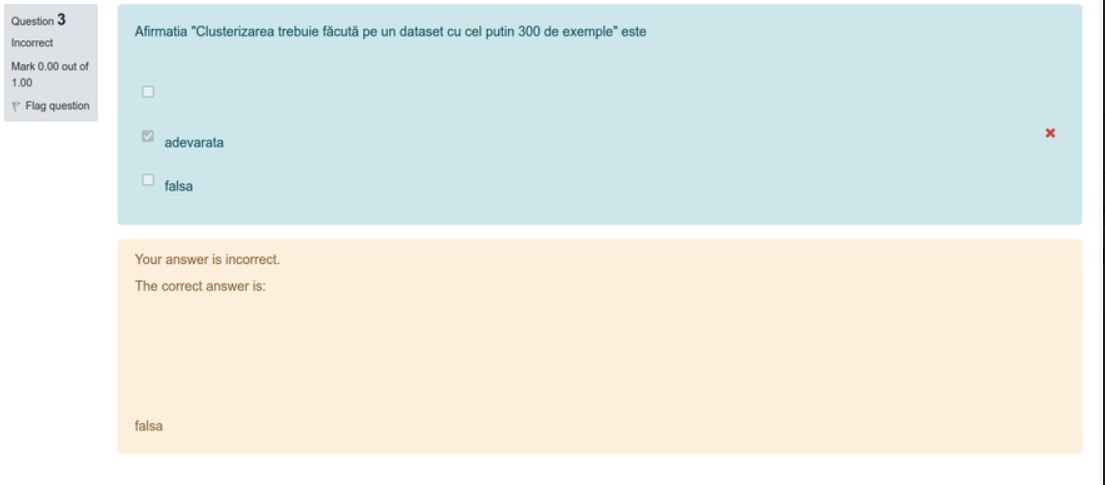 Question 3
Incorrect
Mark 0.00 out of
1.00
Flag question
Afirmatia "Clusterizarea trebuie făcută pe un dataset cu cel putin 300 de exemple" este
adevarata
falsa
Your answer is incorrect.
The correct answer is:
falsa